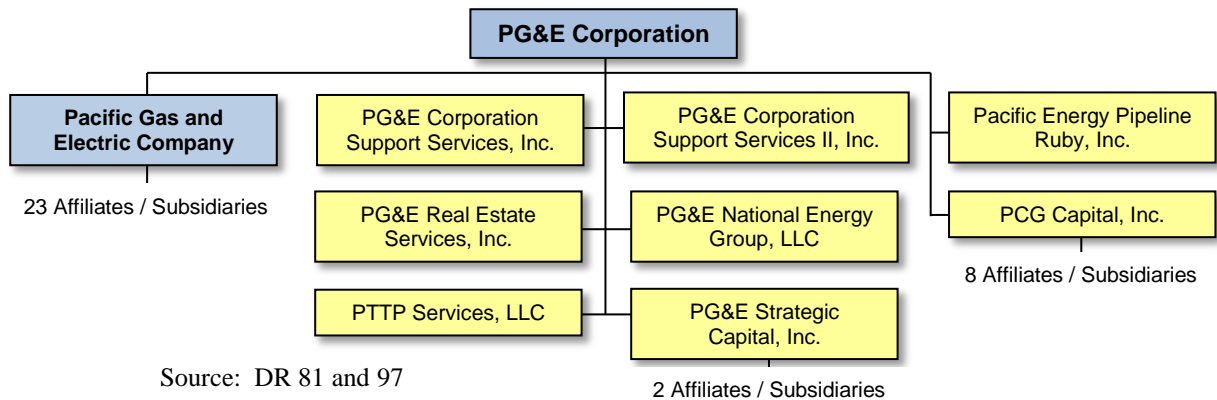 PG&E Corporation
Pacific Gas and
Electric Company
23 Affiliates / Subsidiaries
PG&E Corporation
Support Services, Inc.
PG&E Corporation
Support Services II, Inc.
PG&E Real Estate
Services, Inc.
PG&E National Energy
Group, LLC
PTTP Services, LLC
PG&E Strategic
Capital, Inc.
2 Affiliates / Subsidiaries
Pacific Energy Pipeline
Ruby, Inc.
PCG Capital, Inc.
8 Affiliates / Subsidiaries
Source: DR 81 and 97